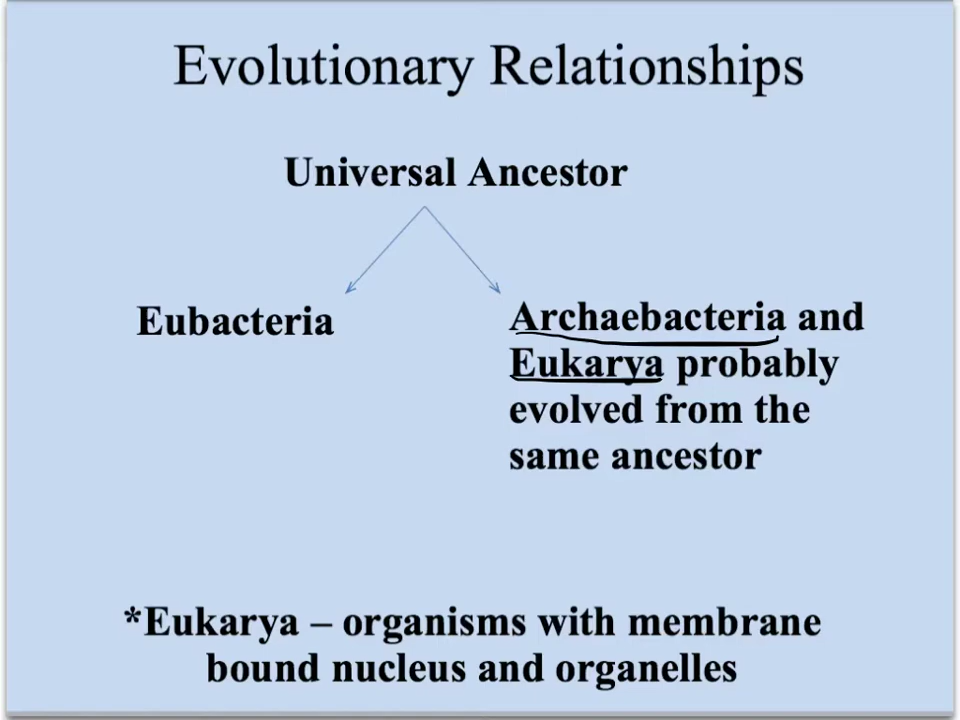 Evolutionary Relationships
Universal Ancestor
Eubacteria
Archaebacteria and
Eukarya probably
evolved from the
same ancestor
*Eukarya – organisms with membrane
bound nucleus and organelles